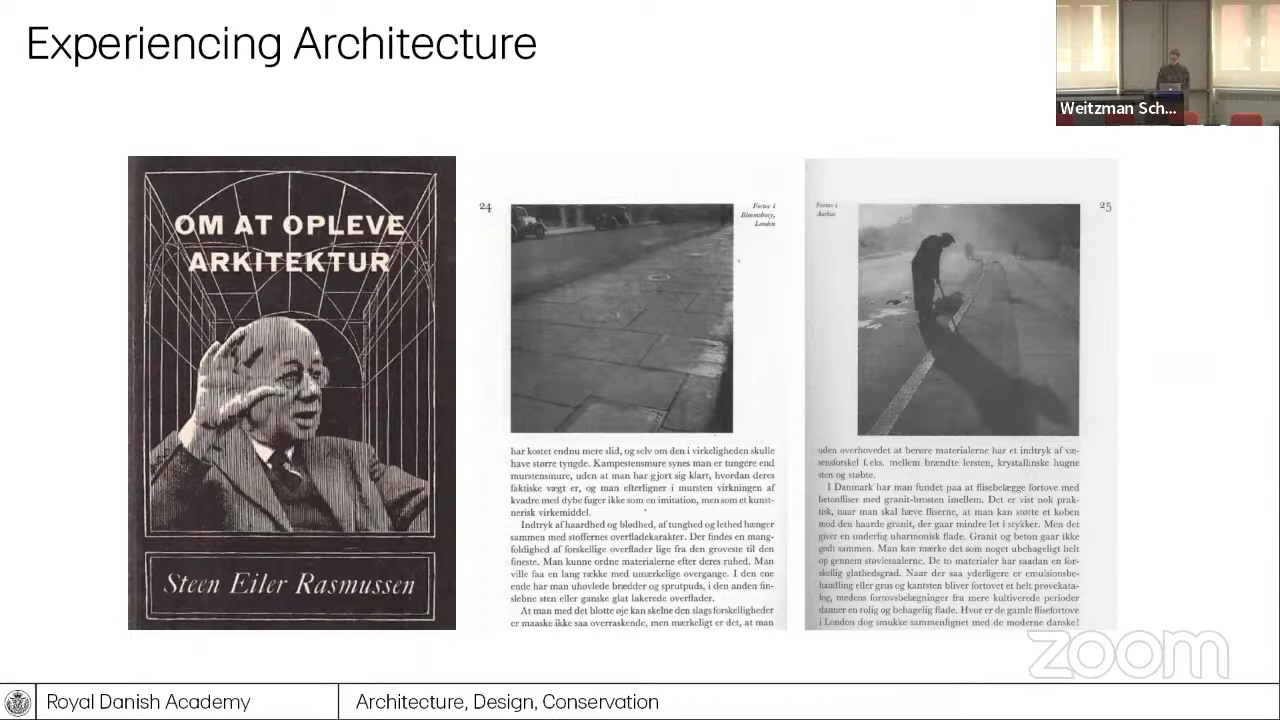 Experiencing Architecture
Weitzman Sch...
OM AT OPLEVE
ARKITEKTUR
Steen Eiler Rasmussen
24
Fortov i
Bloomsbury,
London
har kostet endnu mere slid, og selv om den i virkeligheden skulle
have større tyngde. Kampestensmure synes man er tungere end
murstensmure, uden at man har gjort sig klart, hvordan deres
faktiske vægt er, og man efterligner i mursten virkningen af
kvadre med dybe fuger ikke som en imitation, men som et kunst-
nerisk virkemiddel.
Indtryk af haardhed og blødhed, af tunghed og lethed hænger
sammen med stoffernes overfladekarakter. Der findes en mang-
foldighed af forskellige overflader lige fra den groveste til den
fineste. Man kunne ordne materialerne efter deres ruhed. Man
ville faa en lang række med umærkelige overgange. I den ene
ende har man uhøvlede brædder og sprutpuds, i den anden fin-
slebne sten eller ganske glat lakerede overflader.
At man med det blotte øje kan skelne den slags forskelligheder
er maaske ikke saa overraskende, men mærkeligt er det, at man
Fortov i
Aarhus
25
uden overhovedet at berøre materialerne har et indtryk af væ-
sensforskel f. eks. mellem brændte lersten, krystallinske hugne
sten og støbte.
I Danmark har man fundet paa at flisebelægge fortove med
betonfliser med granit-brosten imellem. Det er vist nok prak-
tisk, naar man skal hæve fliserne, at man kan støtte et koben
mod den haarde granit, der gaar mindre let i stykker. Men det
giver en underlig uharmonisk flade. Granit og beton gaar ikke
godt sammen. Man kan mærke det som noget ubehageligt helt
op gennem støvlesaalerne. De to materialer har saadan en for-
skellig glathedsgrad. Naar der saa yderligere er emulsionsbe-
handling eller grus og kantsten bliver fortovet et helt prøvekata-
log, medens fortovsbelægninger fra mere kultiverede perioder
danner en rolig og behagelig flade. Hvor er de gamle flisefortove
i London dog smukke sammenlignet med de moderne danske!
zoom
Royal Danish Academy
Architecture, Design, Conservation